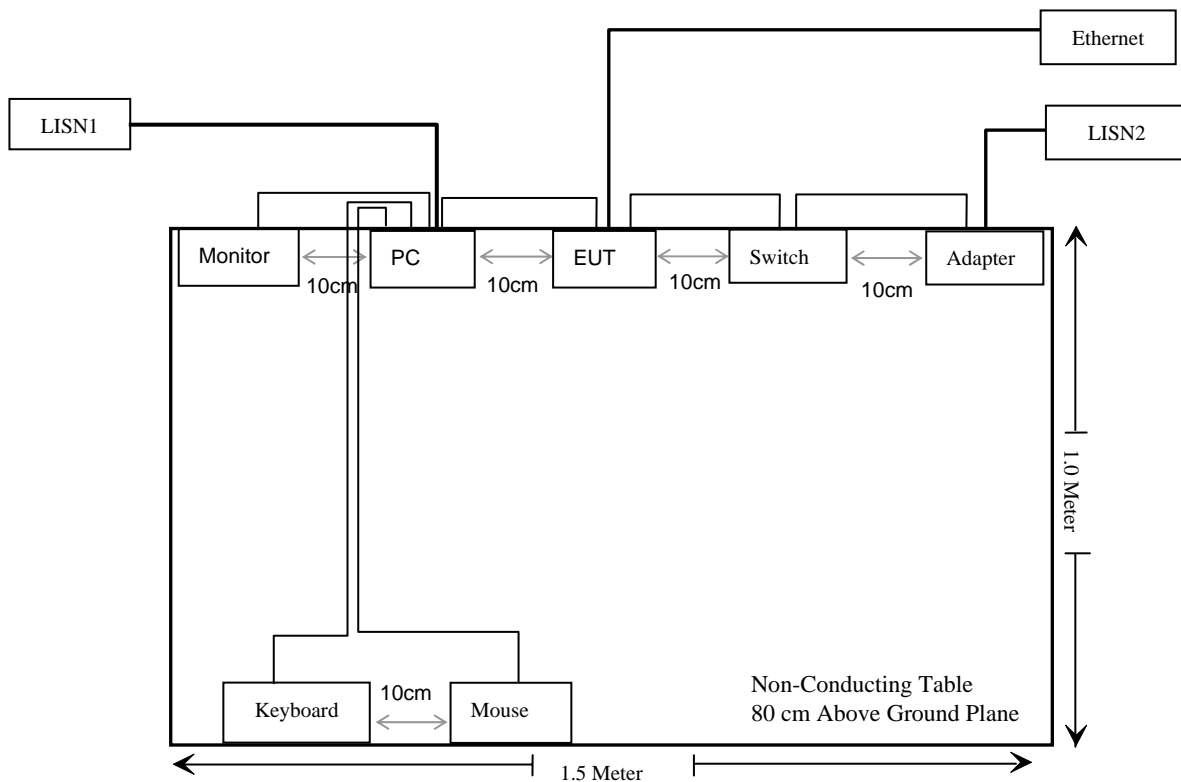 Ethernet
LISN1
LISN2
Monitor
PC
EUT
Switch
Adapter
10cm
10cm
10cm
10cm
1.0 Meter
Keyboard
10cm
Mouse
Non-Conducting Table
80 cm Above Ground Plane
1.5 Meter